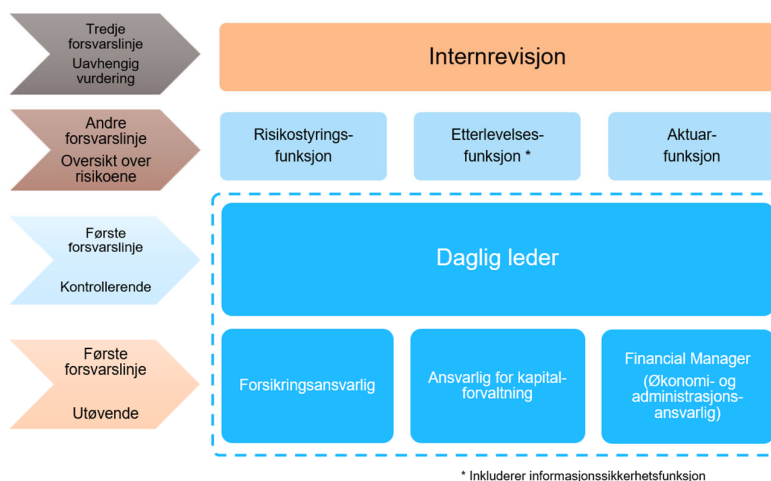 Tredje
forsvarslinje
Uavhengig
vurdering
Internrevisjon
Andre
forsvarslinje
Oversikt over
risikoene
Risikostyrings-
funksjon
Etterlevelses-
funksjon *
Aktuar-
funksjon
Første
forsvarslinje
Kontrollerende
Daglig leder
Første
forsvarslinje
Utøvende
Forsikringsansvarlig
Ansvarlig for kapital-
forvaltning
Financial Manager
(Økonomi- og
administrasjons-
ansvarlig)
* Inkluderer informasjonssikkerhetsfunksjon